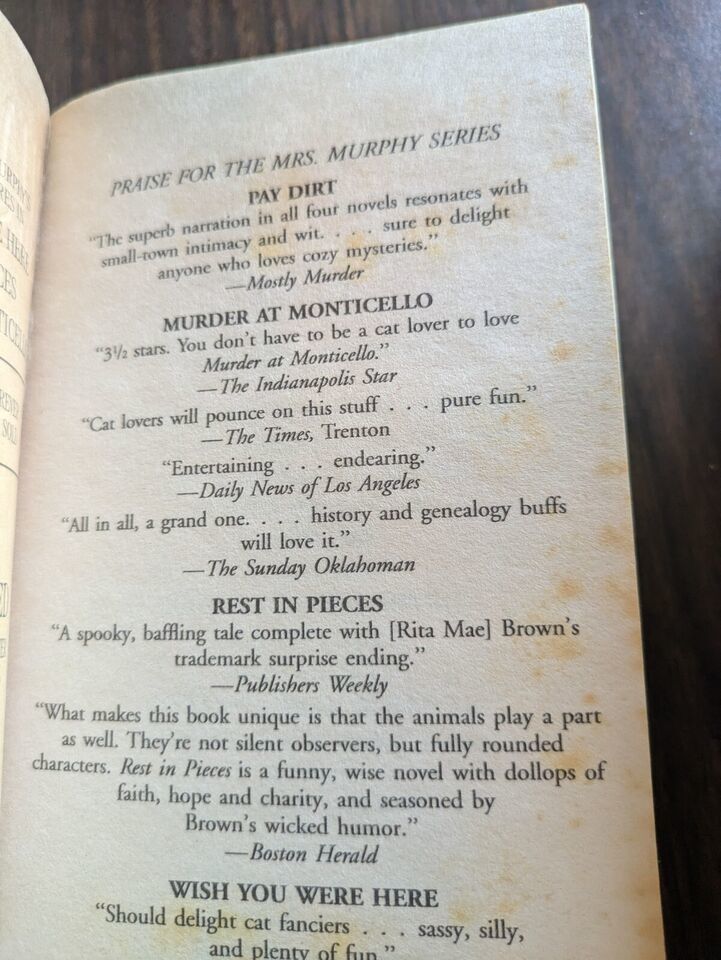 PRAISE FOR THE MRS. MURPHY SERIES
PAY DIRT
“The superb narration in all four novels resonates with
small-town intimacy and wit. . . . sure to delight
anyone who loves cozy mysteries.”
—Mostly Murder
MURDER AT MONTICELLO
“3½ stars. You don’t have to be a cat lover to love
Murder at Monticello.”
—The Indianapolis Star
“Cat lovers will pounce on this stuff . . . pure fun.”
—The Times, Trenton
“Entertaining . . . endearing.”
—Daily News of Los Angeles
“All in all, a grand one. . . . history and genealogy buffs
will love it.”
—The Sunday Oklahoman
REST IN PIECES
“A spooky, baffling tale complete with [Rita Mae] Brown’s
trademark surprise ending.”
—Publishers Weekly
“What makes this book unique is that the animals play a part
as well. They’re not silent observers, but fully rounded
characters. Rest in Pieces is a funny, wise novel with dollops of
faith, hope and charity, and seasoned by
Brown’s wicked humor.”
—Boston Herald
WISH YOU WERE HERE
“Should delight cat fanciers . . . sassy, silly,
and plenty of fun.”